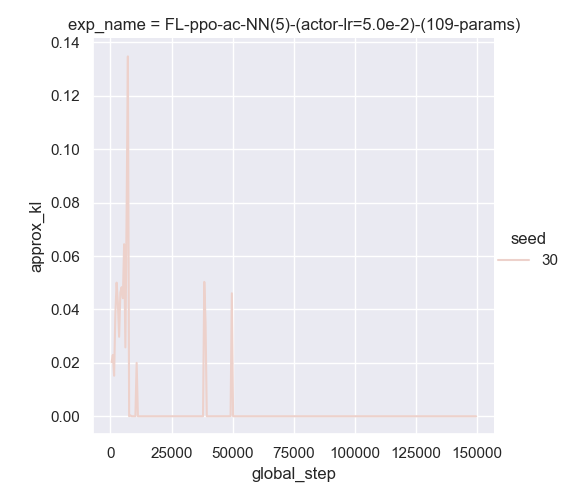 exp_name = FL-ppo-ac-NN(5)-(actor-lr=5.0e-2)-(109-params)
0.14
0.12
0.10
0.08
0.06
0.04
0.02
0.00
approx_kl
0 25000 50000 75000 100000 125000 150000
global_step
seed
30